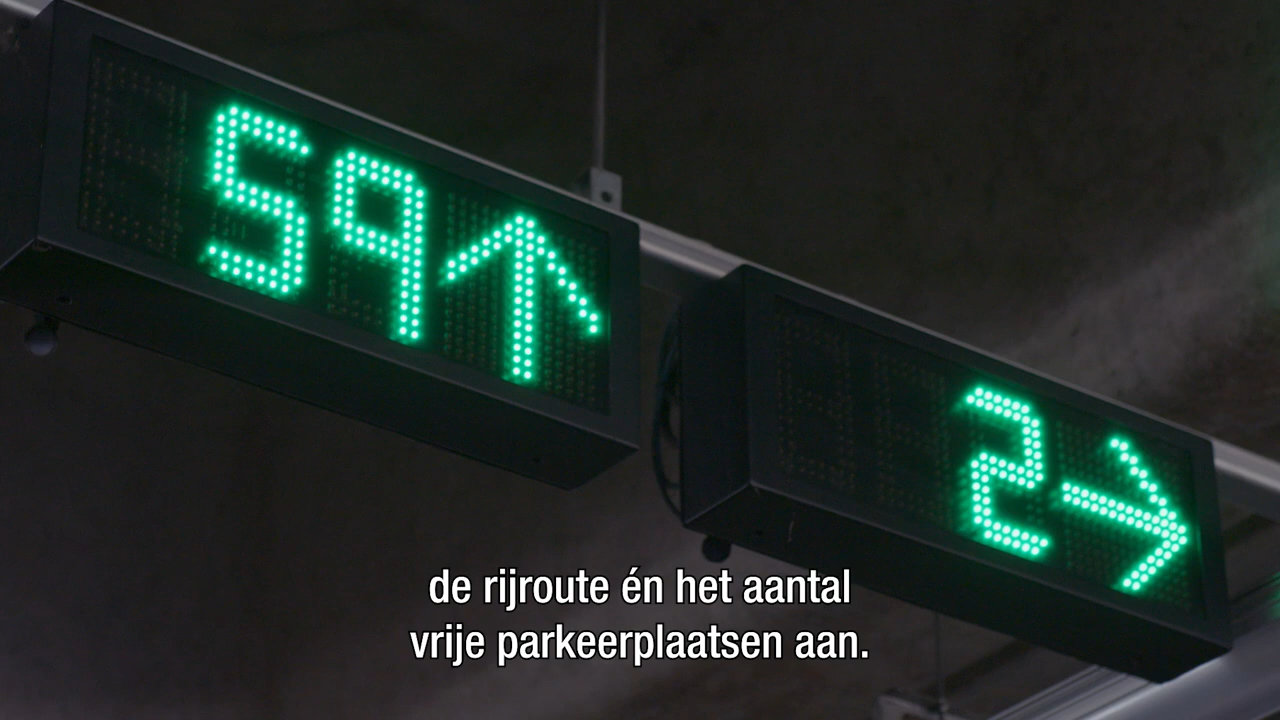 59↑
2→
de rijroute én het aantal
vrije parkeerplaatsen aan.